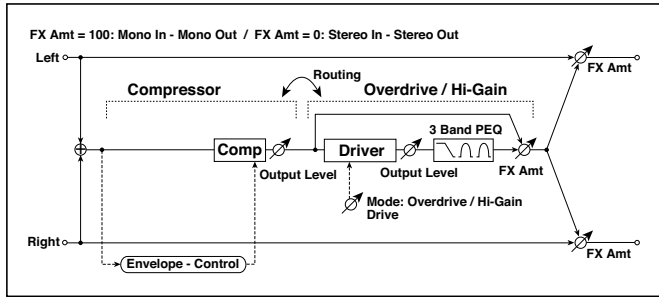 FX Amt = 100: Mono In - Mono Out / FX Amt = 0: Stereo In - Stereo Out
Left
FX Amt
Routing
Compressor
Overdrive / Hi-Gain
3 Band PEQ
Comp
Driver
Output Level
Output Level
FX Amt
Mode: Overdrive / Hi-Gain
Drive
Right
FX Amt
Envelope - Control